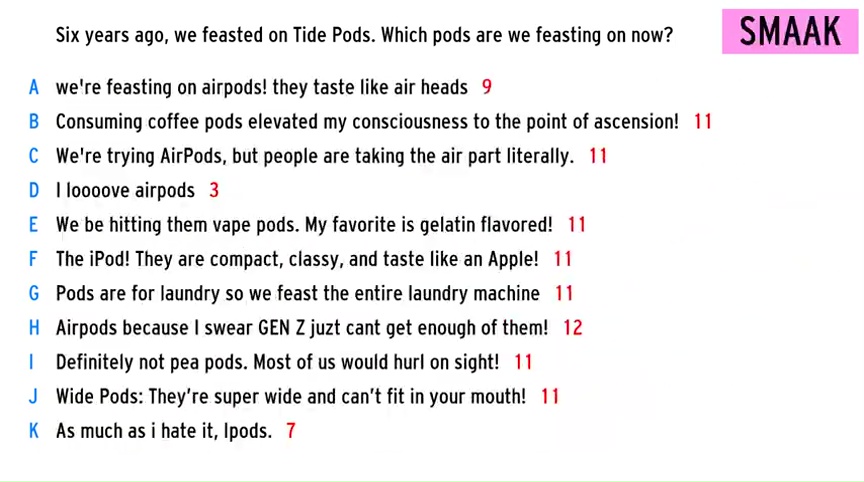 Six years ago, we feasted on Tide Pods. Which pods are we feasting on now?
SMAAK
A we're feasting on airpods! they taste like air heads 9
B Consuming coffee pods elevated my consciousness to the point of ascension! 11
C We're trying AirPods, but people are taking the air part literally. 11
D I loooove airpods 3
E We be hitting them vape pods. My favorite is gelatin flavored! 11
F The iPod! They are compact, classy, and taste like an Apple! 11
G Pods are for laundry so we feast the entire laundry machine 11
H Airpods because I swear GEN Z juzt cant get enough of them! 12
I Definitely not pea pods. Most of us would hurl on sight! 11
J Wide Pods: They're super wide and can't fit in your mouth! 11
K As much as i hate it, Ipods. 7